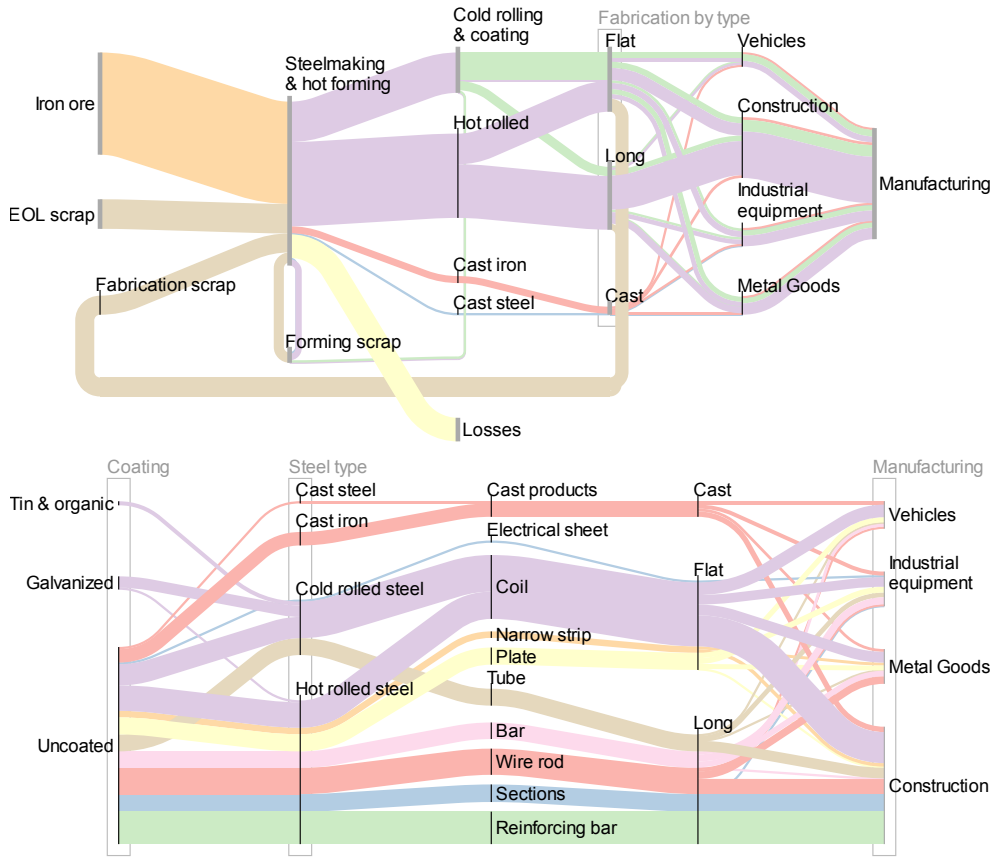 Cold rolling
& coating
Fabrication by type
Flat
Vehicles
Steelmaking
& hot forming
Iron ore
Hot rolled
Construction
Long
Manufacturing
EOL scrap
Industrial
equipment
Cast iron
Fabrication scrap
Cast steel
Cast
Metal Goods
Forming scrap
Losses
Coating
Steel type
Manufacturing
Tin & organic
Cast steel
Cast products
Cast
Vehicles
Cast iron
Electrical sheet
Galvanized
Cold rolled steel
Coil
Flat
Industrial
equipment
Narrow strip
Plate
Metal Goods
Tube
Hot rolled steel
Uncoated
Bar
Long
Wire rod
Sections
Construction
Reinforcing bar